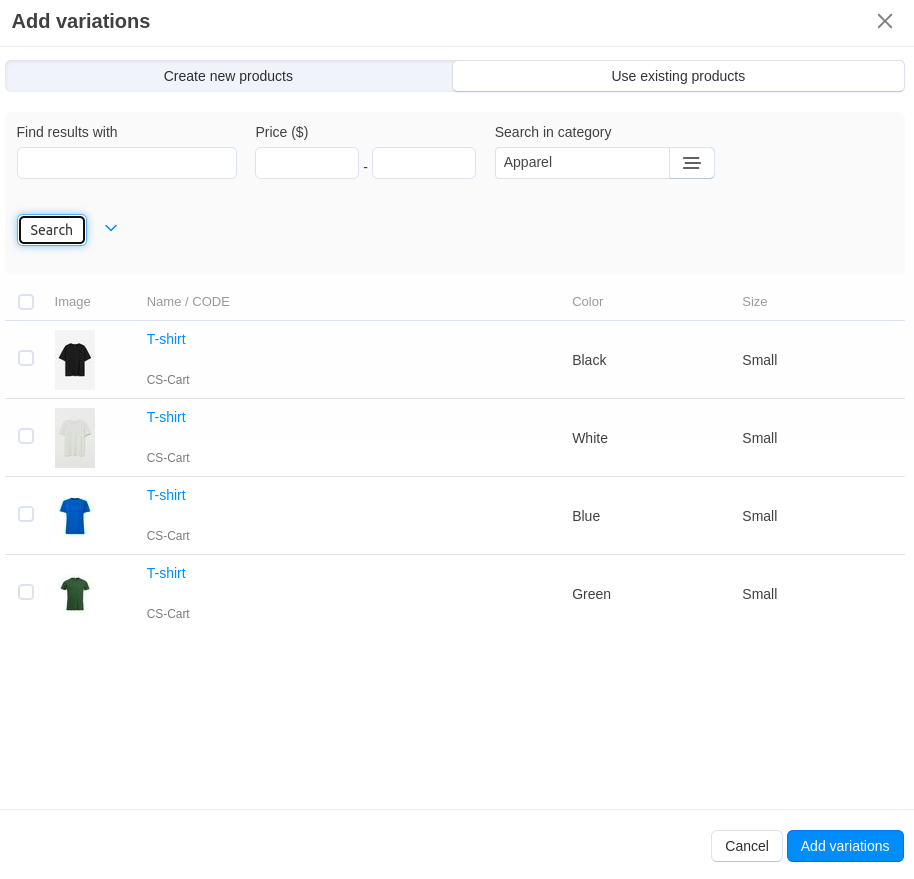 Add variations
Create new products Use existing products
Find results with Price ($) Search in category
- Apparel
Search
Image Name / CODE Color Size
T-shirt
Black Small
CS-Cart
T-shirt
White Small
CS-Cart
T-shirt
Blue Small
CS-Cart
T-shirt
Green Small
CS-Cart
Cancel Add variations